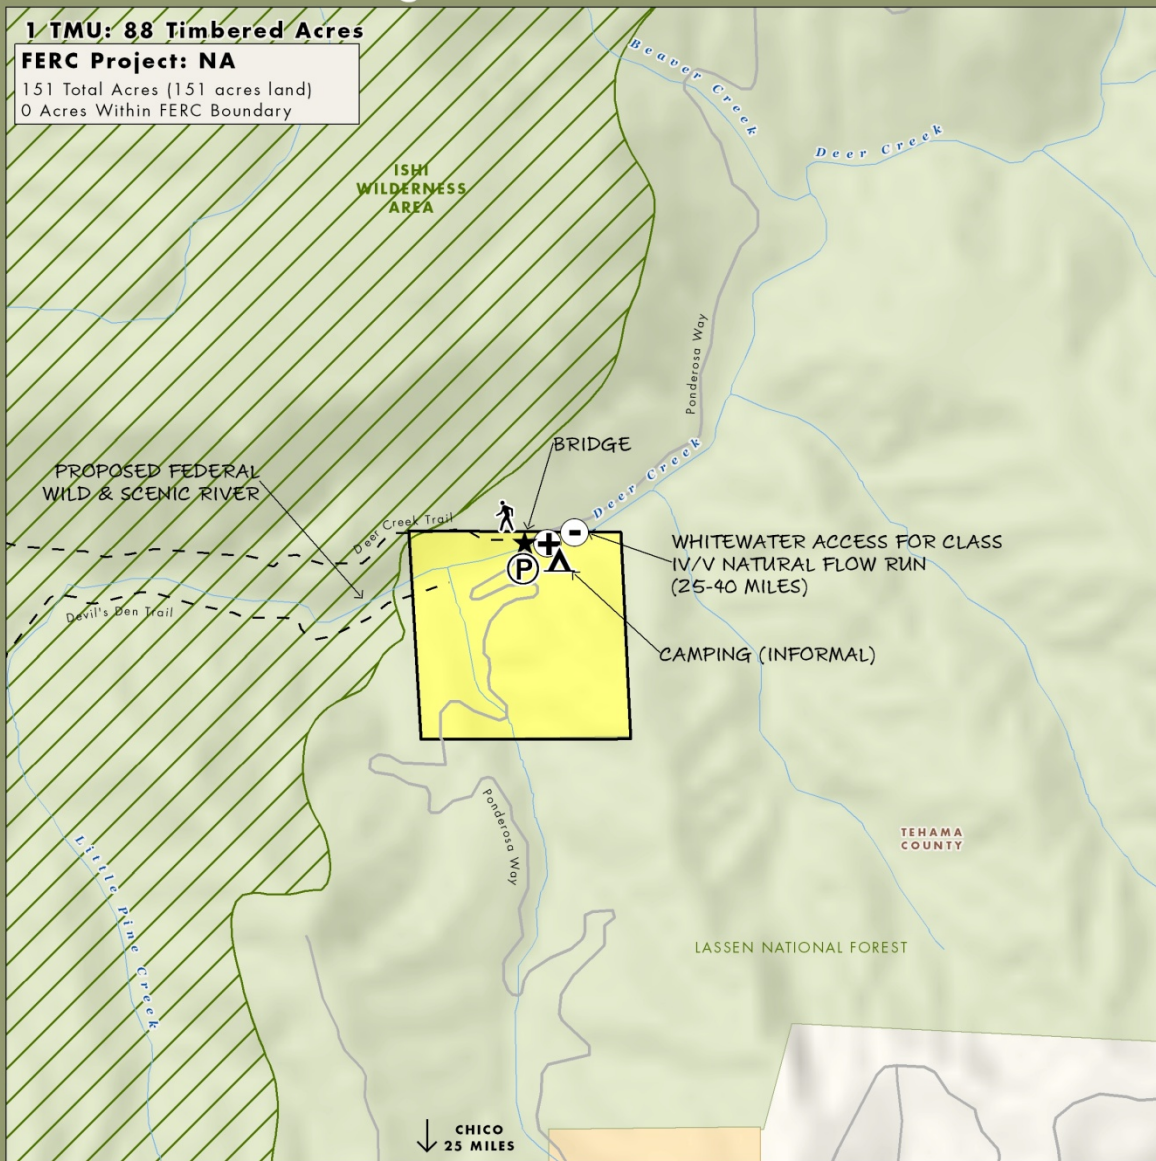 1 TMU: 88 Timbered Acres
FERC Project: NA
151 Total Acres (151 acres land)
0 Acres Within FERC Boundary
Beaver Creek
Deer Creek
ISHI
WILDERNESS
AREA
Ponderosa Way
BRIDGE
PROPOSED FEDERAL
WILD & SCENIC RIVER
Deer Creek
Deer Creek Trail
WHITEWATER ACCESS FOR CLASS
IV/V NATURAL FLOW RUN
(25-40 MILES)
P
Devil's Den Trail
CAMPING (INFORMAL)
Ponderosa Way
Little Pine Creek
TEHAMA
COUNTY
LASSEN NATIONAL FOREST
CHICO
25 MILES